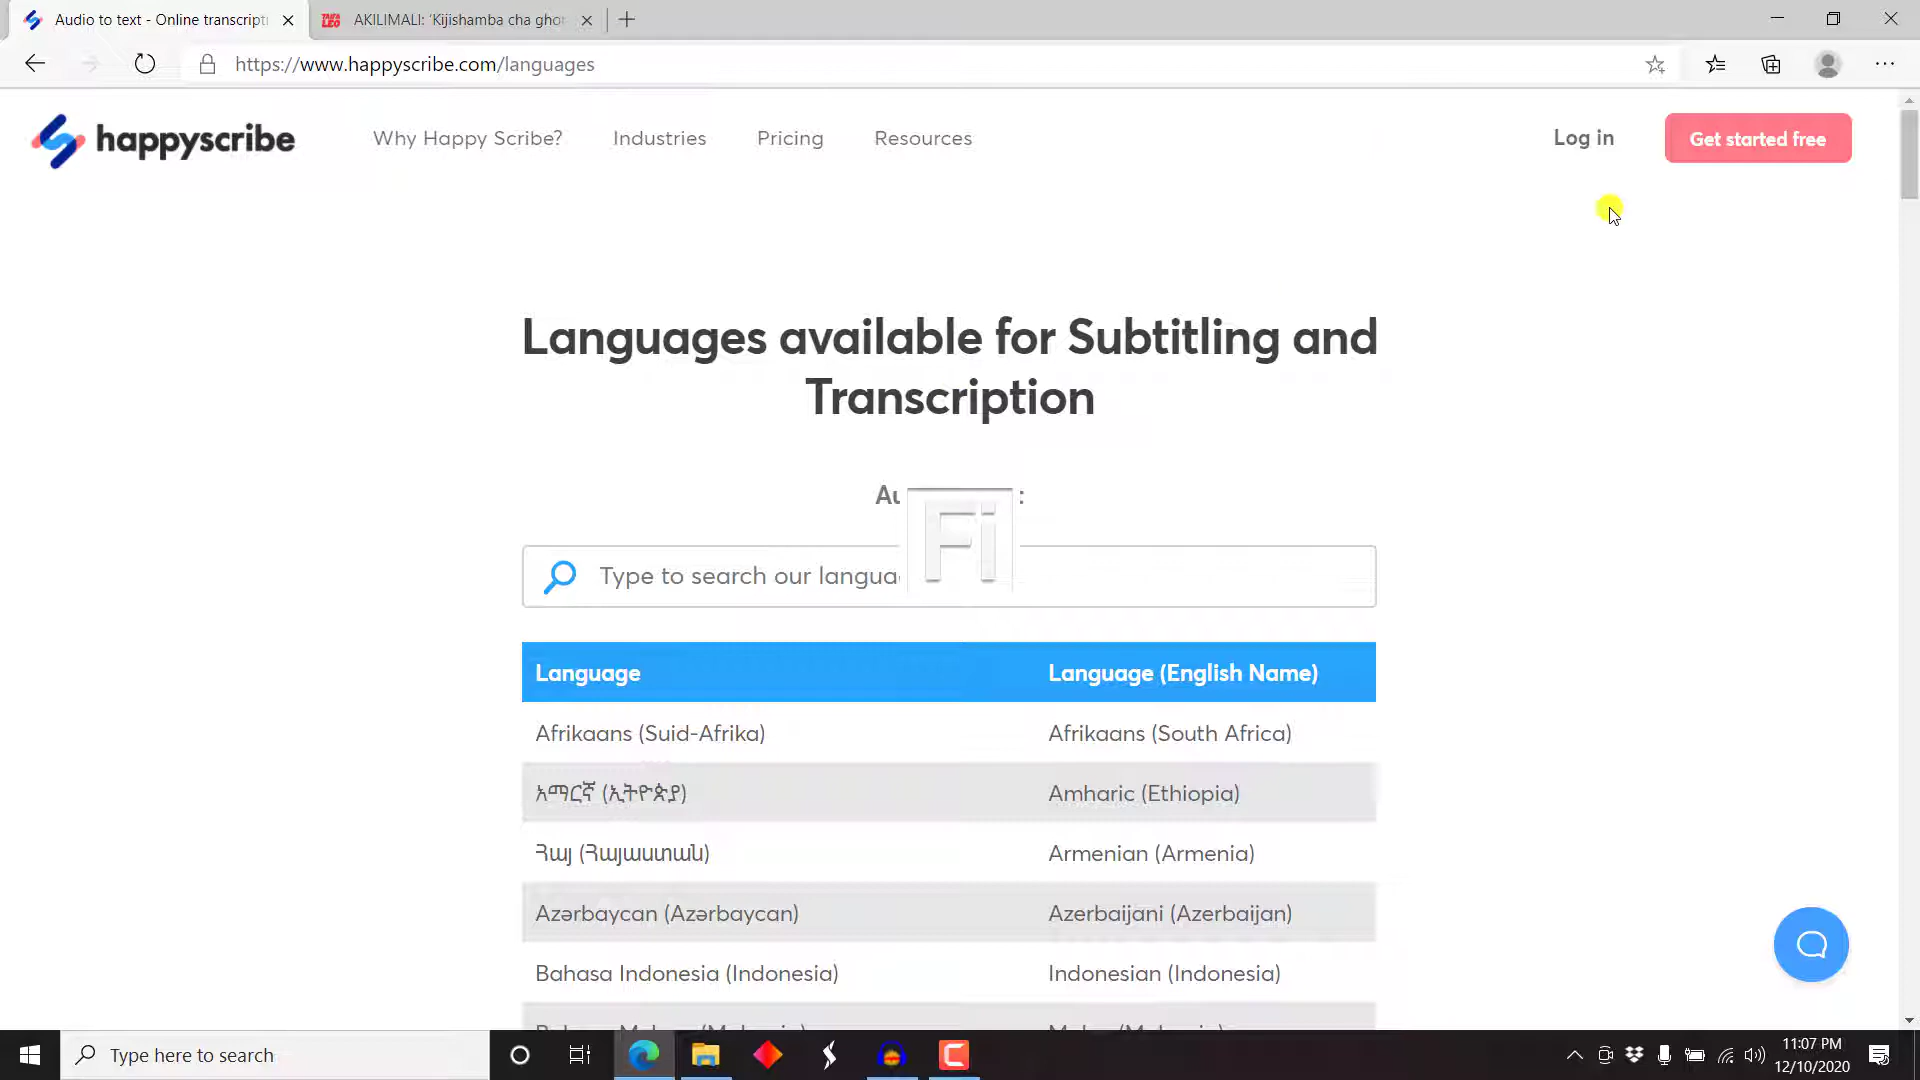 Audio to text - Online transcripti
TAIFA LEO
AKILIMALI: 'Kijishamba cha gho
https://www.happyscribe.com/languages
happyscribe
Why Happy Scribe?
Industries
Pricing
Resources
Log in
Get started free
Languages available for Subtitling and
Transcription
:
Fi
Type to search our langua
Language
Language (English Name)
Afrikaans (Suid-Afrika)
Afrikaans (South Africa)
አማርኛ (ኢትዮጵያ)
Amharic (Ethiopia)
Հայ (Հայաստան)
Armenian (Armenia)
Azərbaycan (Azərbaycan)
Azerbaijani (Azerbaijan)
Bahasa Indonesia (Indonesia)
Indonesian (Indonesia)
Type here to search
11:07 PM
12/10/2020